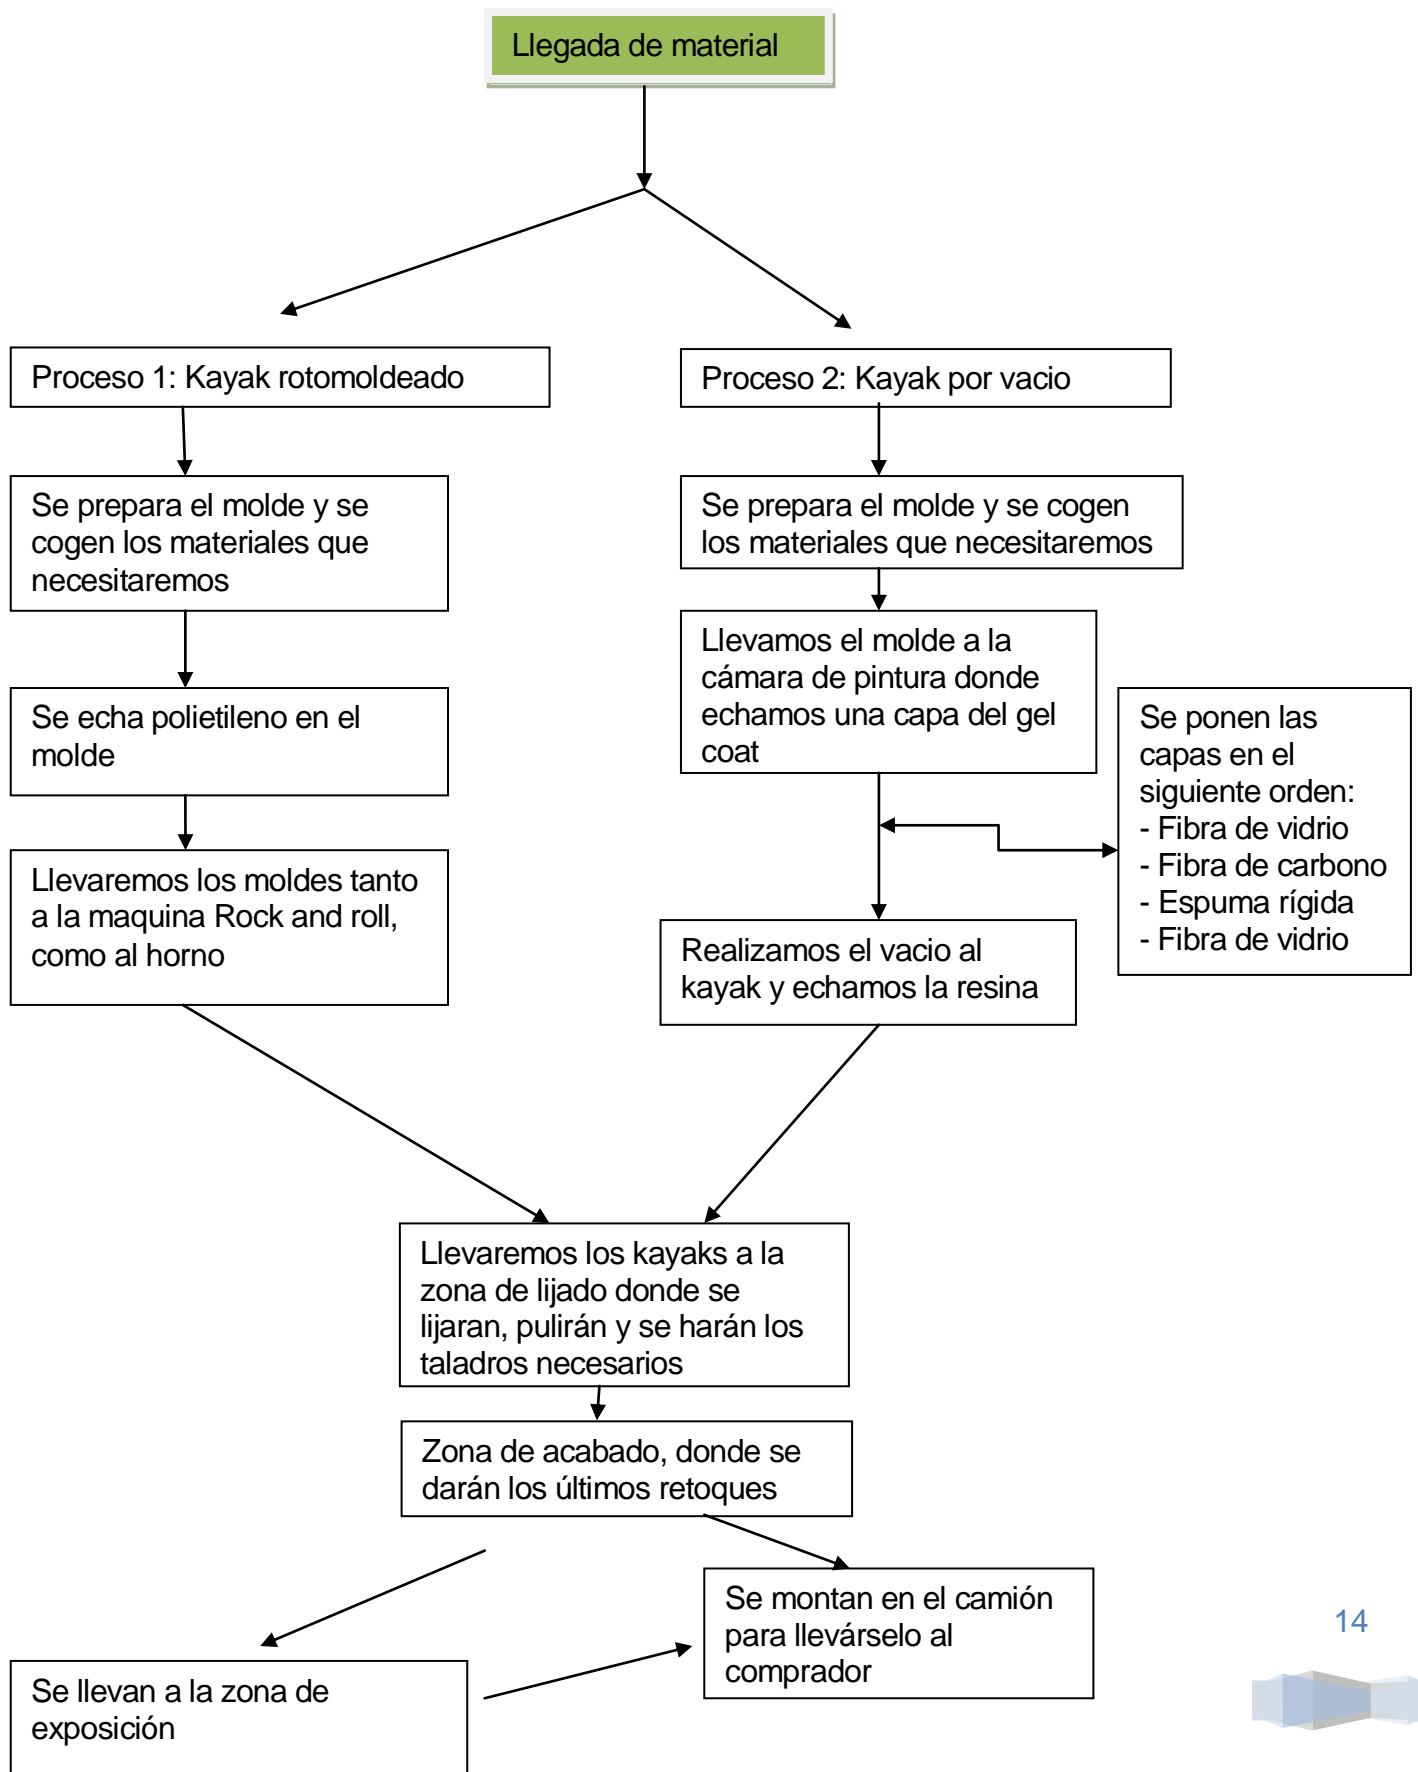 Llegada de material
Proceso 1: Kayak rotomoldeado
Proceso 2: Kayak por vacio
Se prepara el molde y se
cogen los materiales que
necesitaremos
Se prepara el molde y se cogen
los materiales que necesitaremos
Llevamos el molde a la
cámara de pintura donde
echamos una capa del gel
coat
Se echa polietileno en el
molde
Se ponen las
capas en el
siguiente orden:
- Fibra de vidrio
- Fibra de carbono
- Espuma rígida
- Fibra de vidrio
Llevaremos los moldes tanto
a la maquina Rock and roll,
como al horno
Realizamos el vacio al
kayak y echamos la resina
Llevaremos los kayaks a la
zona de lijado donde se
lijaran, pulirán y se harán los
taladros necesarios
Zona de acabado, donde se
darán los últimos retoques
Se montan en el camión
para llevárselo al
comprador
Se llevan a la zona de
exposición
14